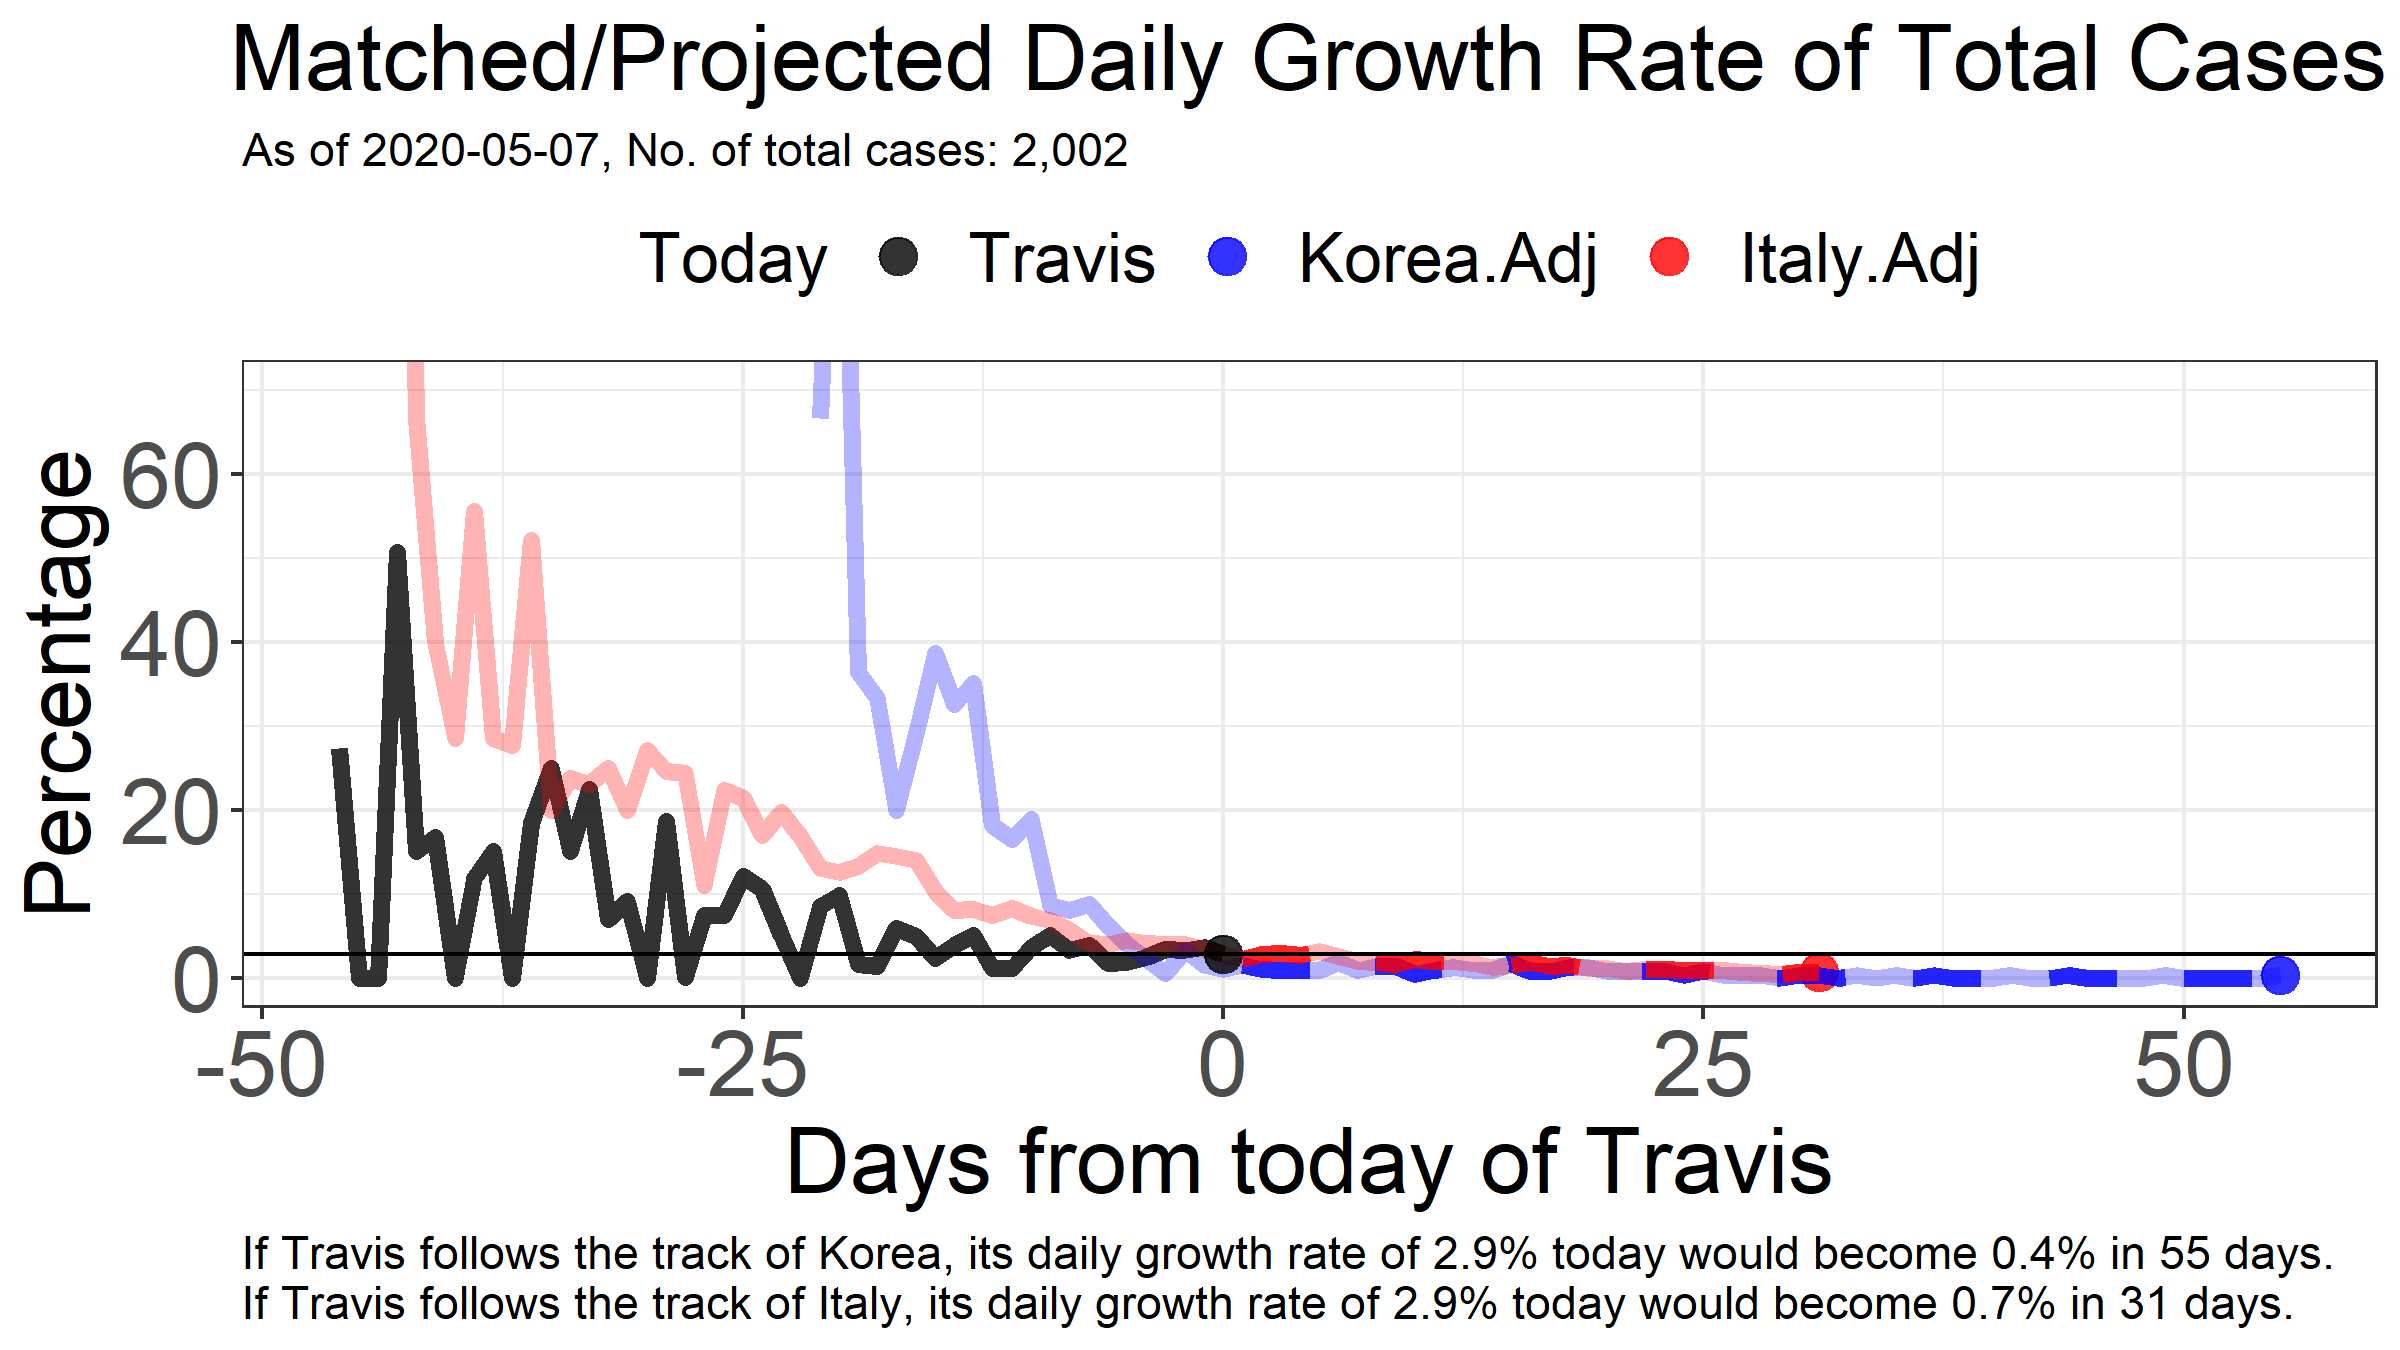 Matched/Projected Daily Growth Rate of Total Cases
As of 2020-05-07, No. of total cases: 2,002
Today Travis Korea.Adj Italy.Adj
Percentage
60
40
20
0
-50 -25 0 25 50
Days from today of Travis
If Travis follows the track of Korea, its daily growth rate of 2.9% today would become 0.4% in 55 days.
If Travis follows the track of Italy, its daily growth rate of 2.9% today would become 0.7% in 31 days.